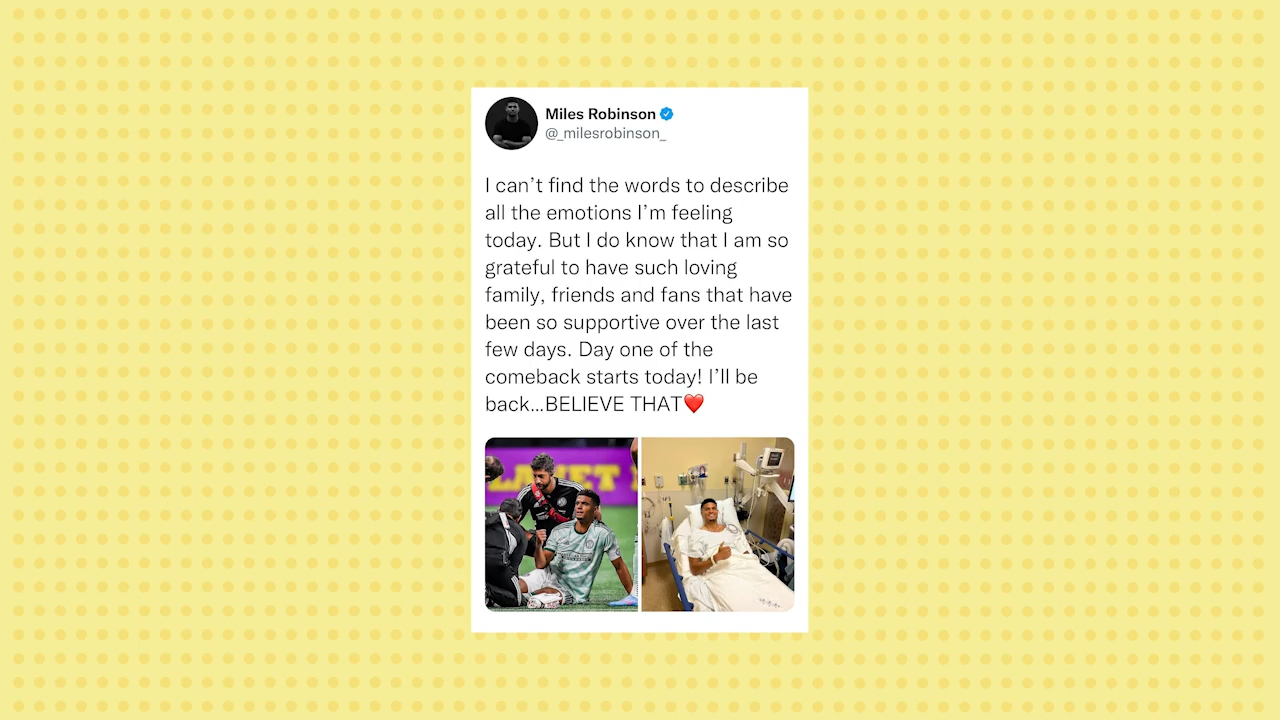 Miles Robinson
@_milesrobinson_
I can’t find the words to describe
all the emotions I’m feeling
today. But I do know that I am so
grateful to have such loving
family, friends and fans that have
been so supportive over the last
few days. Day one of the
comeback starts today! I’ll be
back...BELIEVE THAT❤️